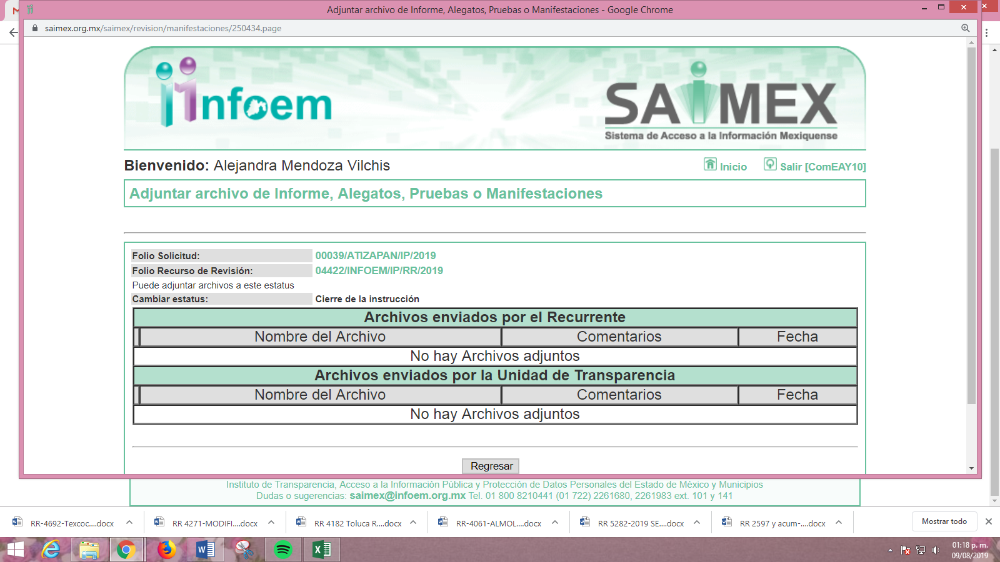 Adjuntar archivo de Informe, Alegatos, Pruebas o Manifestaciones - Google Chrome
saimex.org.mx/saimex/revision/manifestaciones/250434.page
infoem
SAIMEX
Sistema de Acceso a la Información Mexiquense
Bienvenido: Alejandra Mendoza Vilchis
Inicio Salir [ComEAY10]
Adjuntar archivo de Informe, Alegatos, Pruebas o Manifestaciones
Folio Solicitud: 00039/ATIZAPAN/IP/2019
Folio Recurso de Revisión: 04422/INFOEM/IP/RR/2019
Puede adjuntar archivos a este estatus
Cambiar estatus: Cierre de la instrucción
Archivos enviados por el Recurrente
Nombre del Archivo Comentarios Fecha
No hay Archivos adjuntos
Archivos enviados por la Unidad de Transparencia
Nombre del Archivo Comentarios Fecha
No hay Archivos adjuntos
Regresar
Instituto de Transparencia, Acceso a la Información Pública y Protección de Datos Personales del Estado de México y Municipios
Dudas o sugerencias: saimex@infoem.org.mx Tel. 01 800 8210441 (01 722) 2261680, 2261983 ext. 101 y 141
RR-4692-Texcoc....docx RR 4271-MODIFI....docx RR 4182 Toluca R....docx RR-4061-ALMOL....docx RR 5282-2019 SE....docx RR 2597 y acum-....docx Mostrar todo
01:18 p. m.
09/08/2019